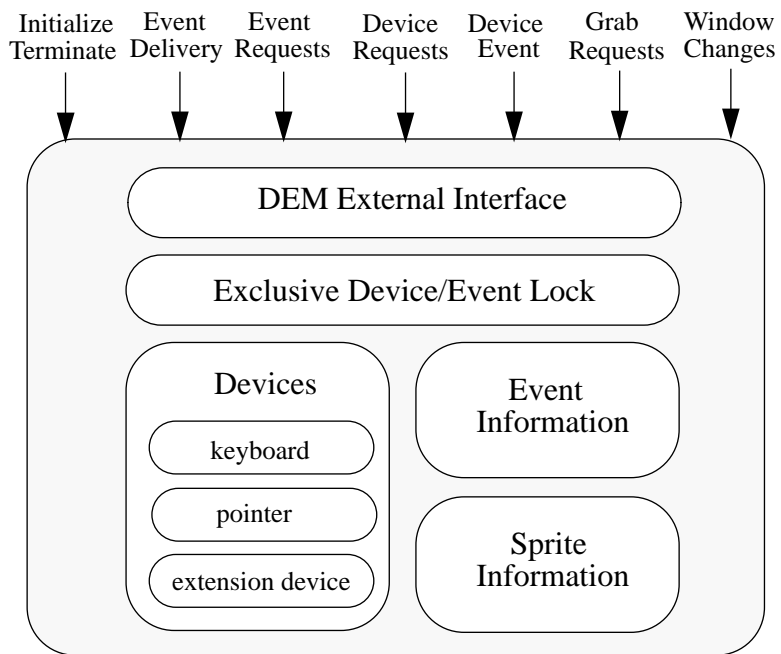 Initialize
Terminate
Event
Delivery
Event
Requests
Device
Requests
Device
Event
Grab
Requests
Window
Changes
DEM External Interface
Exclusive Device/Event Lock
Devices
keyboard
pointer
extension device
Event
Information
Sprite
Information